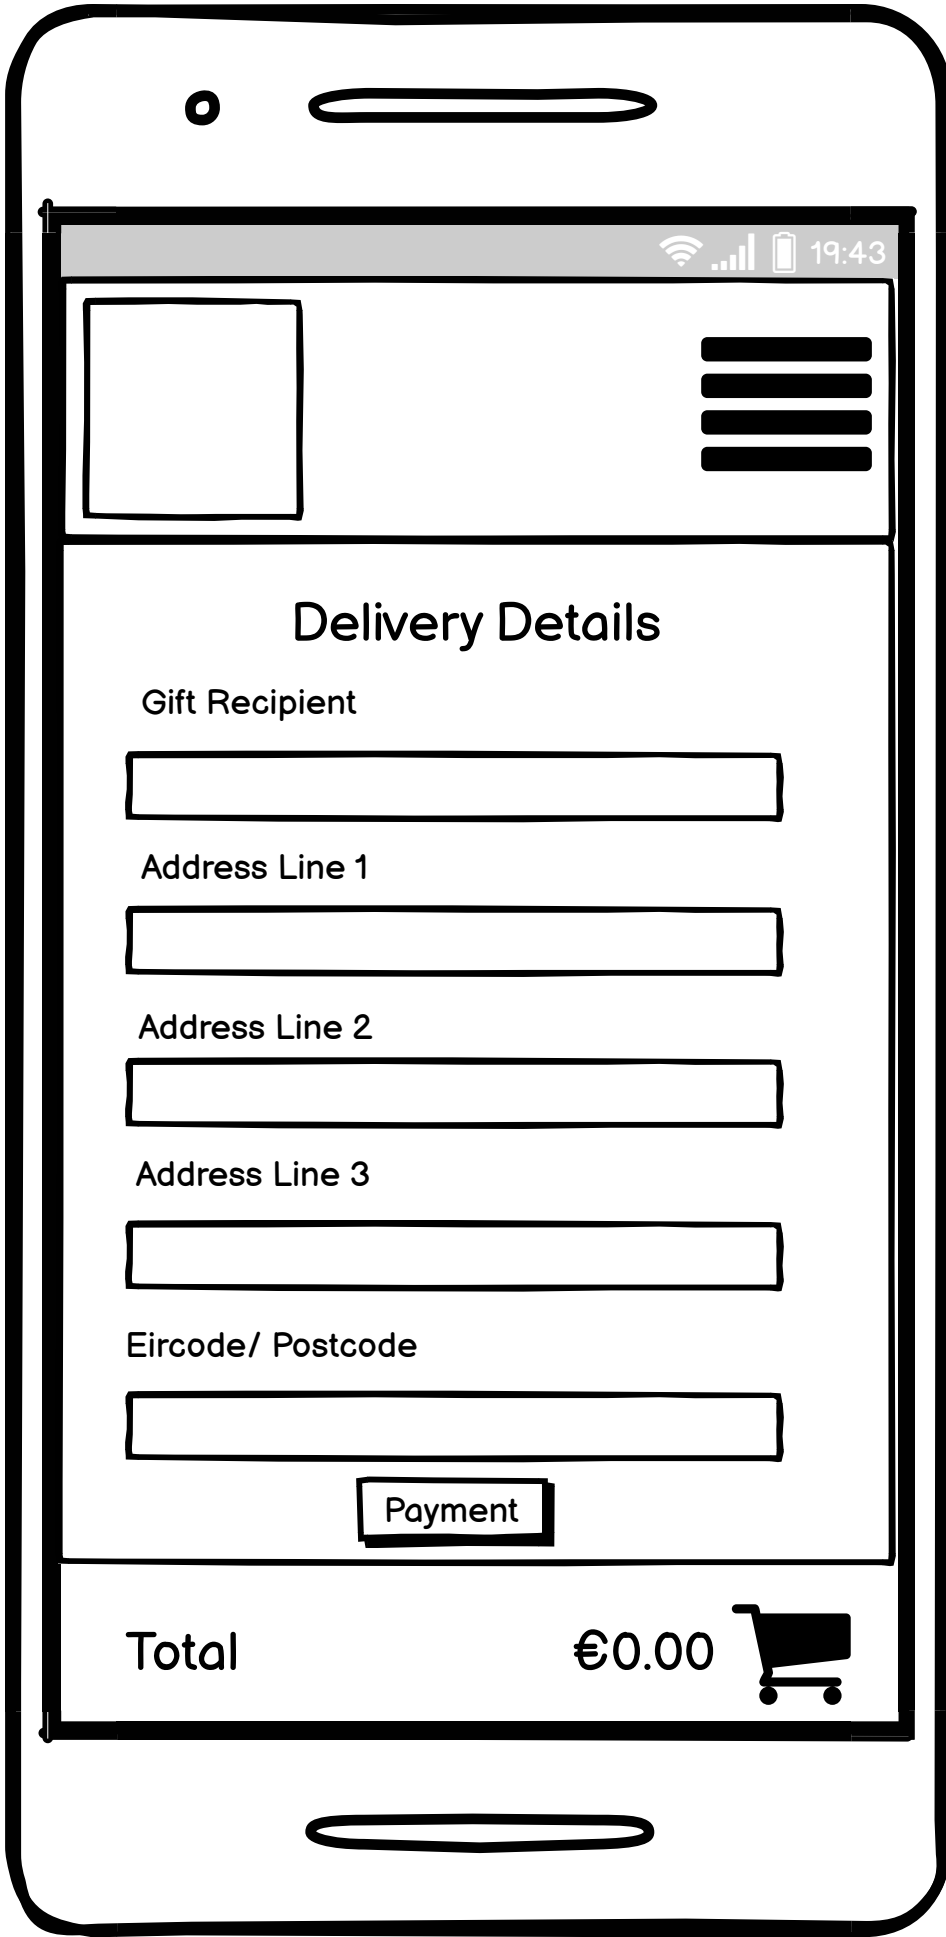 19:43
Delivery Details
Gift Recipient
Address Line 1
Address Line 2
Address Line 3
Eircode/ Postcode
Payment
Total €0.00